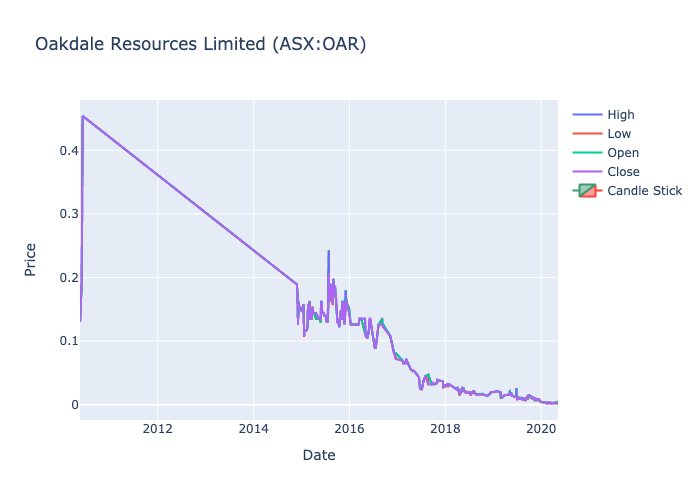 Oakdale Resources Limited (ASX:OAR)
High
Low
Open
Close
Candle Stick
Price
0.4
0.3
0.2
0.1
0
2012
2014
2016
2018
2020
Date